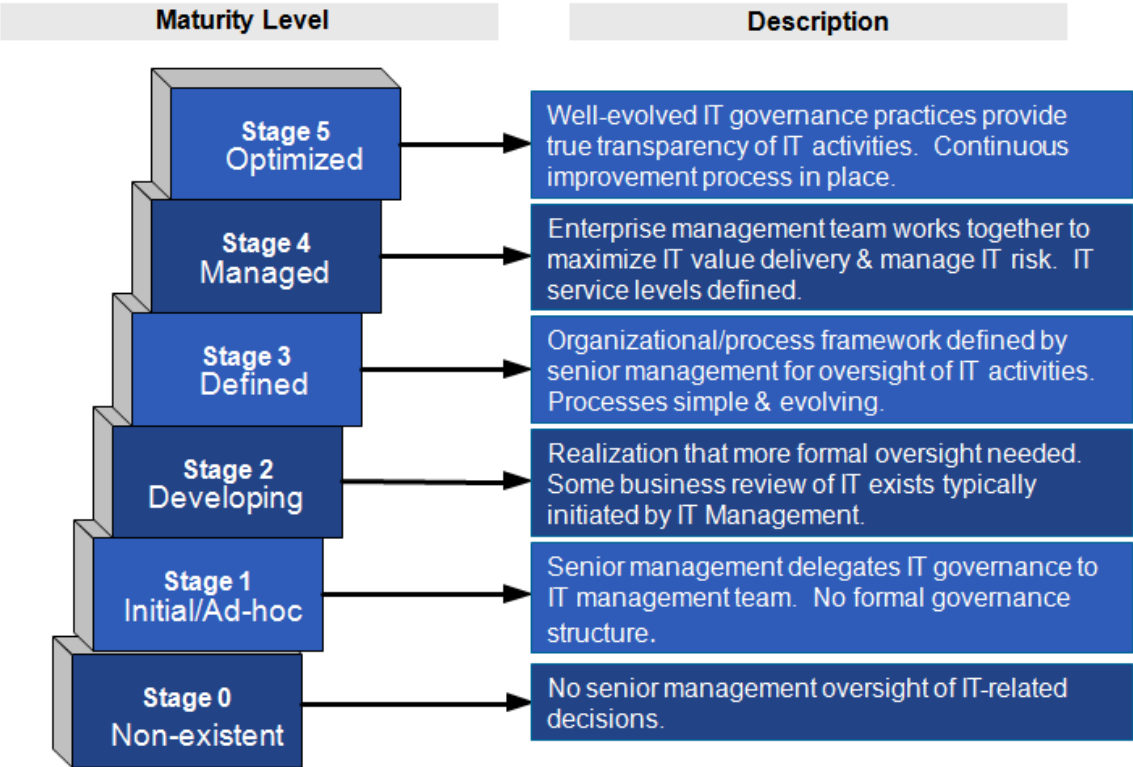 Maturity Level
Description
Stage 5
Optimized
Well-evolved IT governance practices provide
true transparency of IT activities.  Continuous
improvement process in place.
Stage 4
Managed
Enterprise management team works together to
maximize IT value delivery & manage IT risk.  IT
service levels defined.
Stage 3
Defined
Organizational/process framework defined by
senior management for oversight of IT activities.
Processes simple & evolving.
Stage 2
Developing
Realization that more formal oversight needed.
Some business review of IT exists typically
initiated by IT Management.
Stage 1
Initial/Ad-hoc
Senior management delegates IT governance to
IT management team.  No formal governance
structure.
Stage 0
Non-existent
No senior management oversight of IT-related
decisions.